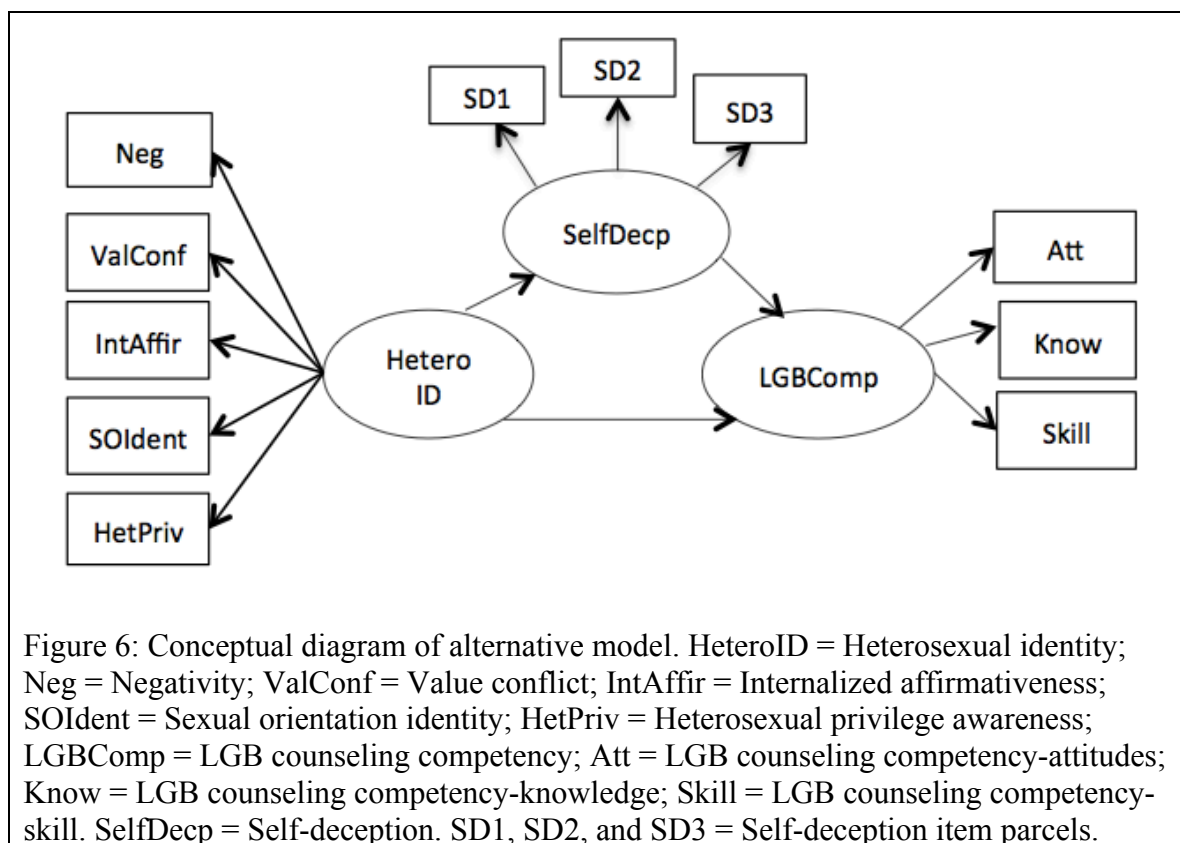 SD1
SD2
SD3
Neg
ValConf
IntAffir
SOIdent
HetPriv
SelfDecp
Hetero
ID
LGBComp
Att
Know
Skill
Figure 6: Conceptual diagram of alternative model. HeteroID = Heterosexual identity;
Neg = Negativity; ValConf = Value conflict; IntAffir = Internalized affirmativeness;
SOIdent = Sexual orientation identity; HetPriv = Heterosexual privilege awareness;
LGBComp = LGB counseling competency; Att = LGB counseling competency-attitudes;
Know = LGB counseling competency-knowledge; Skill = LGB counseling competency-
skill. SelfDecp = Self-deception. SD1, SD2, and SD3 = Self-deception item parcels.